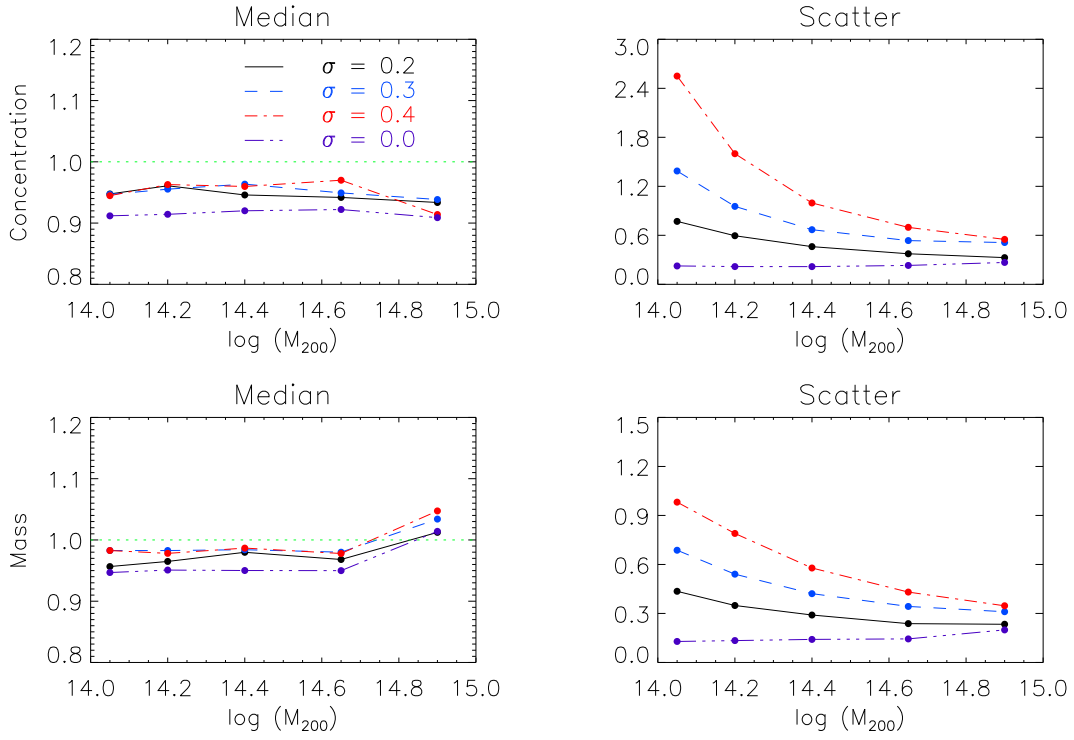 Median
Concentration
1.2
1.1
1.0
0.9
0.8
σ = 0.2
σ = 0.3
σ = 0.4
σ = 0.0
14.0 14.2 14.4 14.6 14.8 15.0
log (M200)
Scatter
3.0
2.4
1.8
1.2
0.6
0.0
14.0 14.2 14.4 14.6 14.8 15.0
log (M200)
Median
Mass
1.2
1.1
1.0
0.9
0.8
14.0 14.2 14.4 14.6 14.8 15.0
log (M200)
Scatter
1.5
1.2
0.9
0.6
0.3
0.0
14.0 14.2 14.4 14.6 14.8 15.0
log (M200)